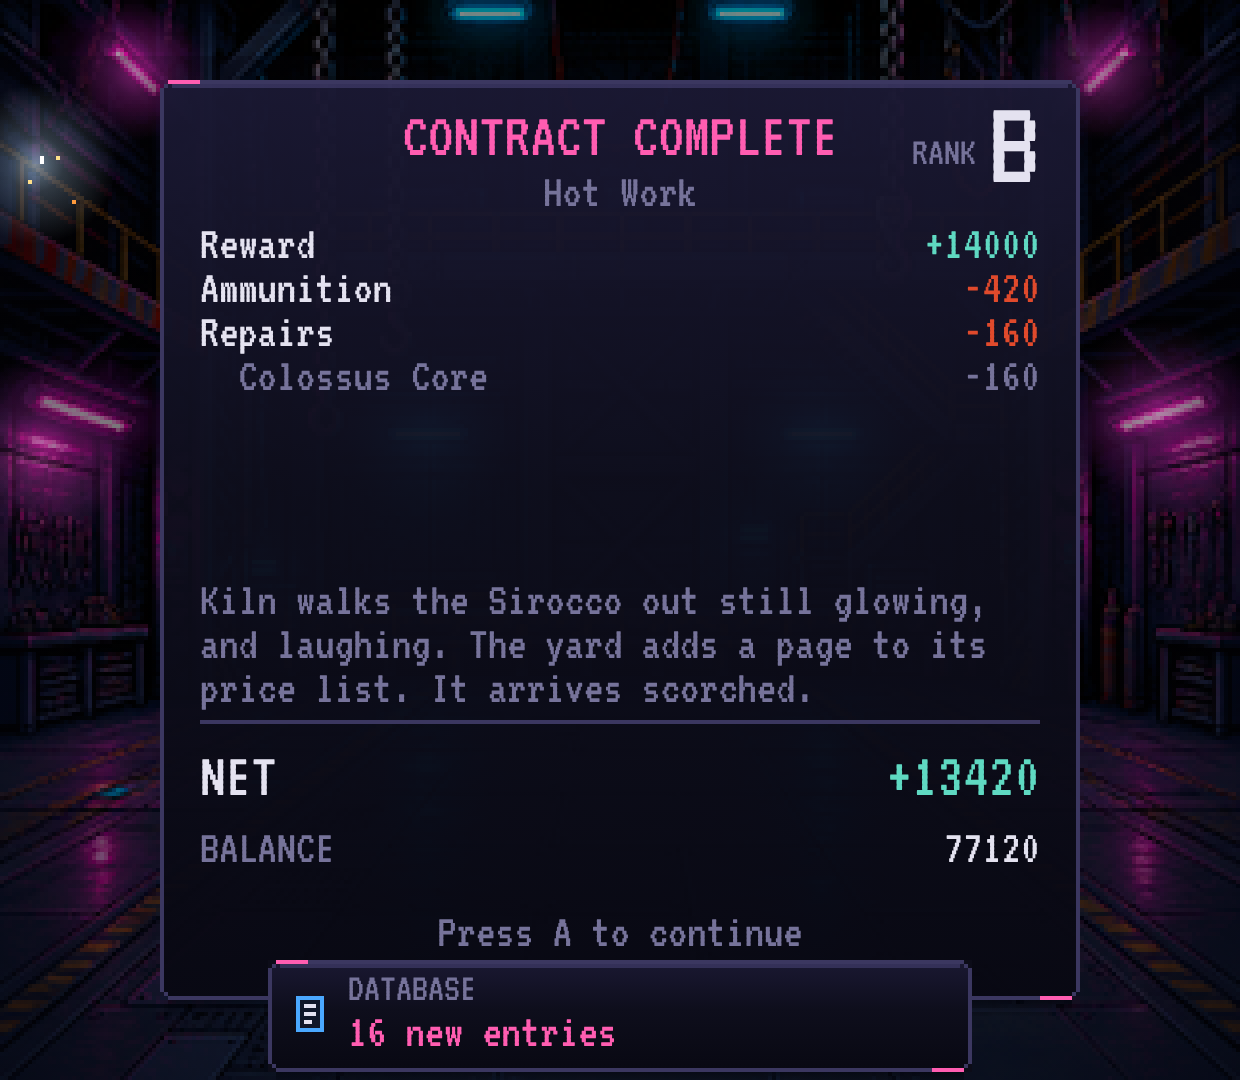 CONTRACT COMPLETE
RANK B
Hot Work
Reward +14000
Ammunition -420
Repairs -160
Colossus Core -160
Kiln walks the Sirocco out still glowing,
and laughing. The yard adds a page to its
price list. It arrives scorched.
NET +13420
BALANCE 77120
Press A to continue
DATABASE
16 new entries